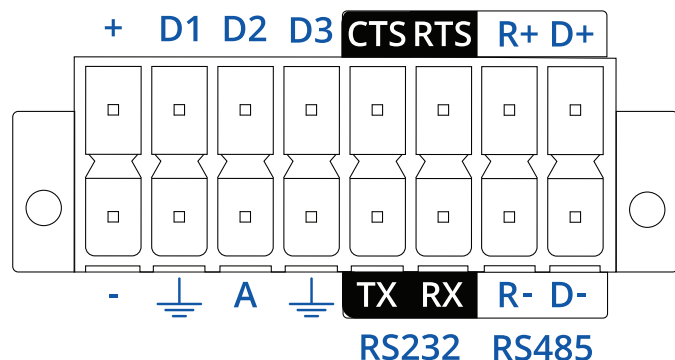 + D1 D2 D3 CTS RTS R+ D+
- A TX RX R- D-
RS232 RS485